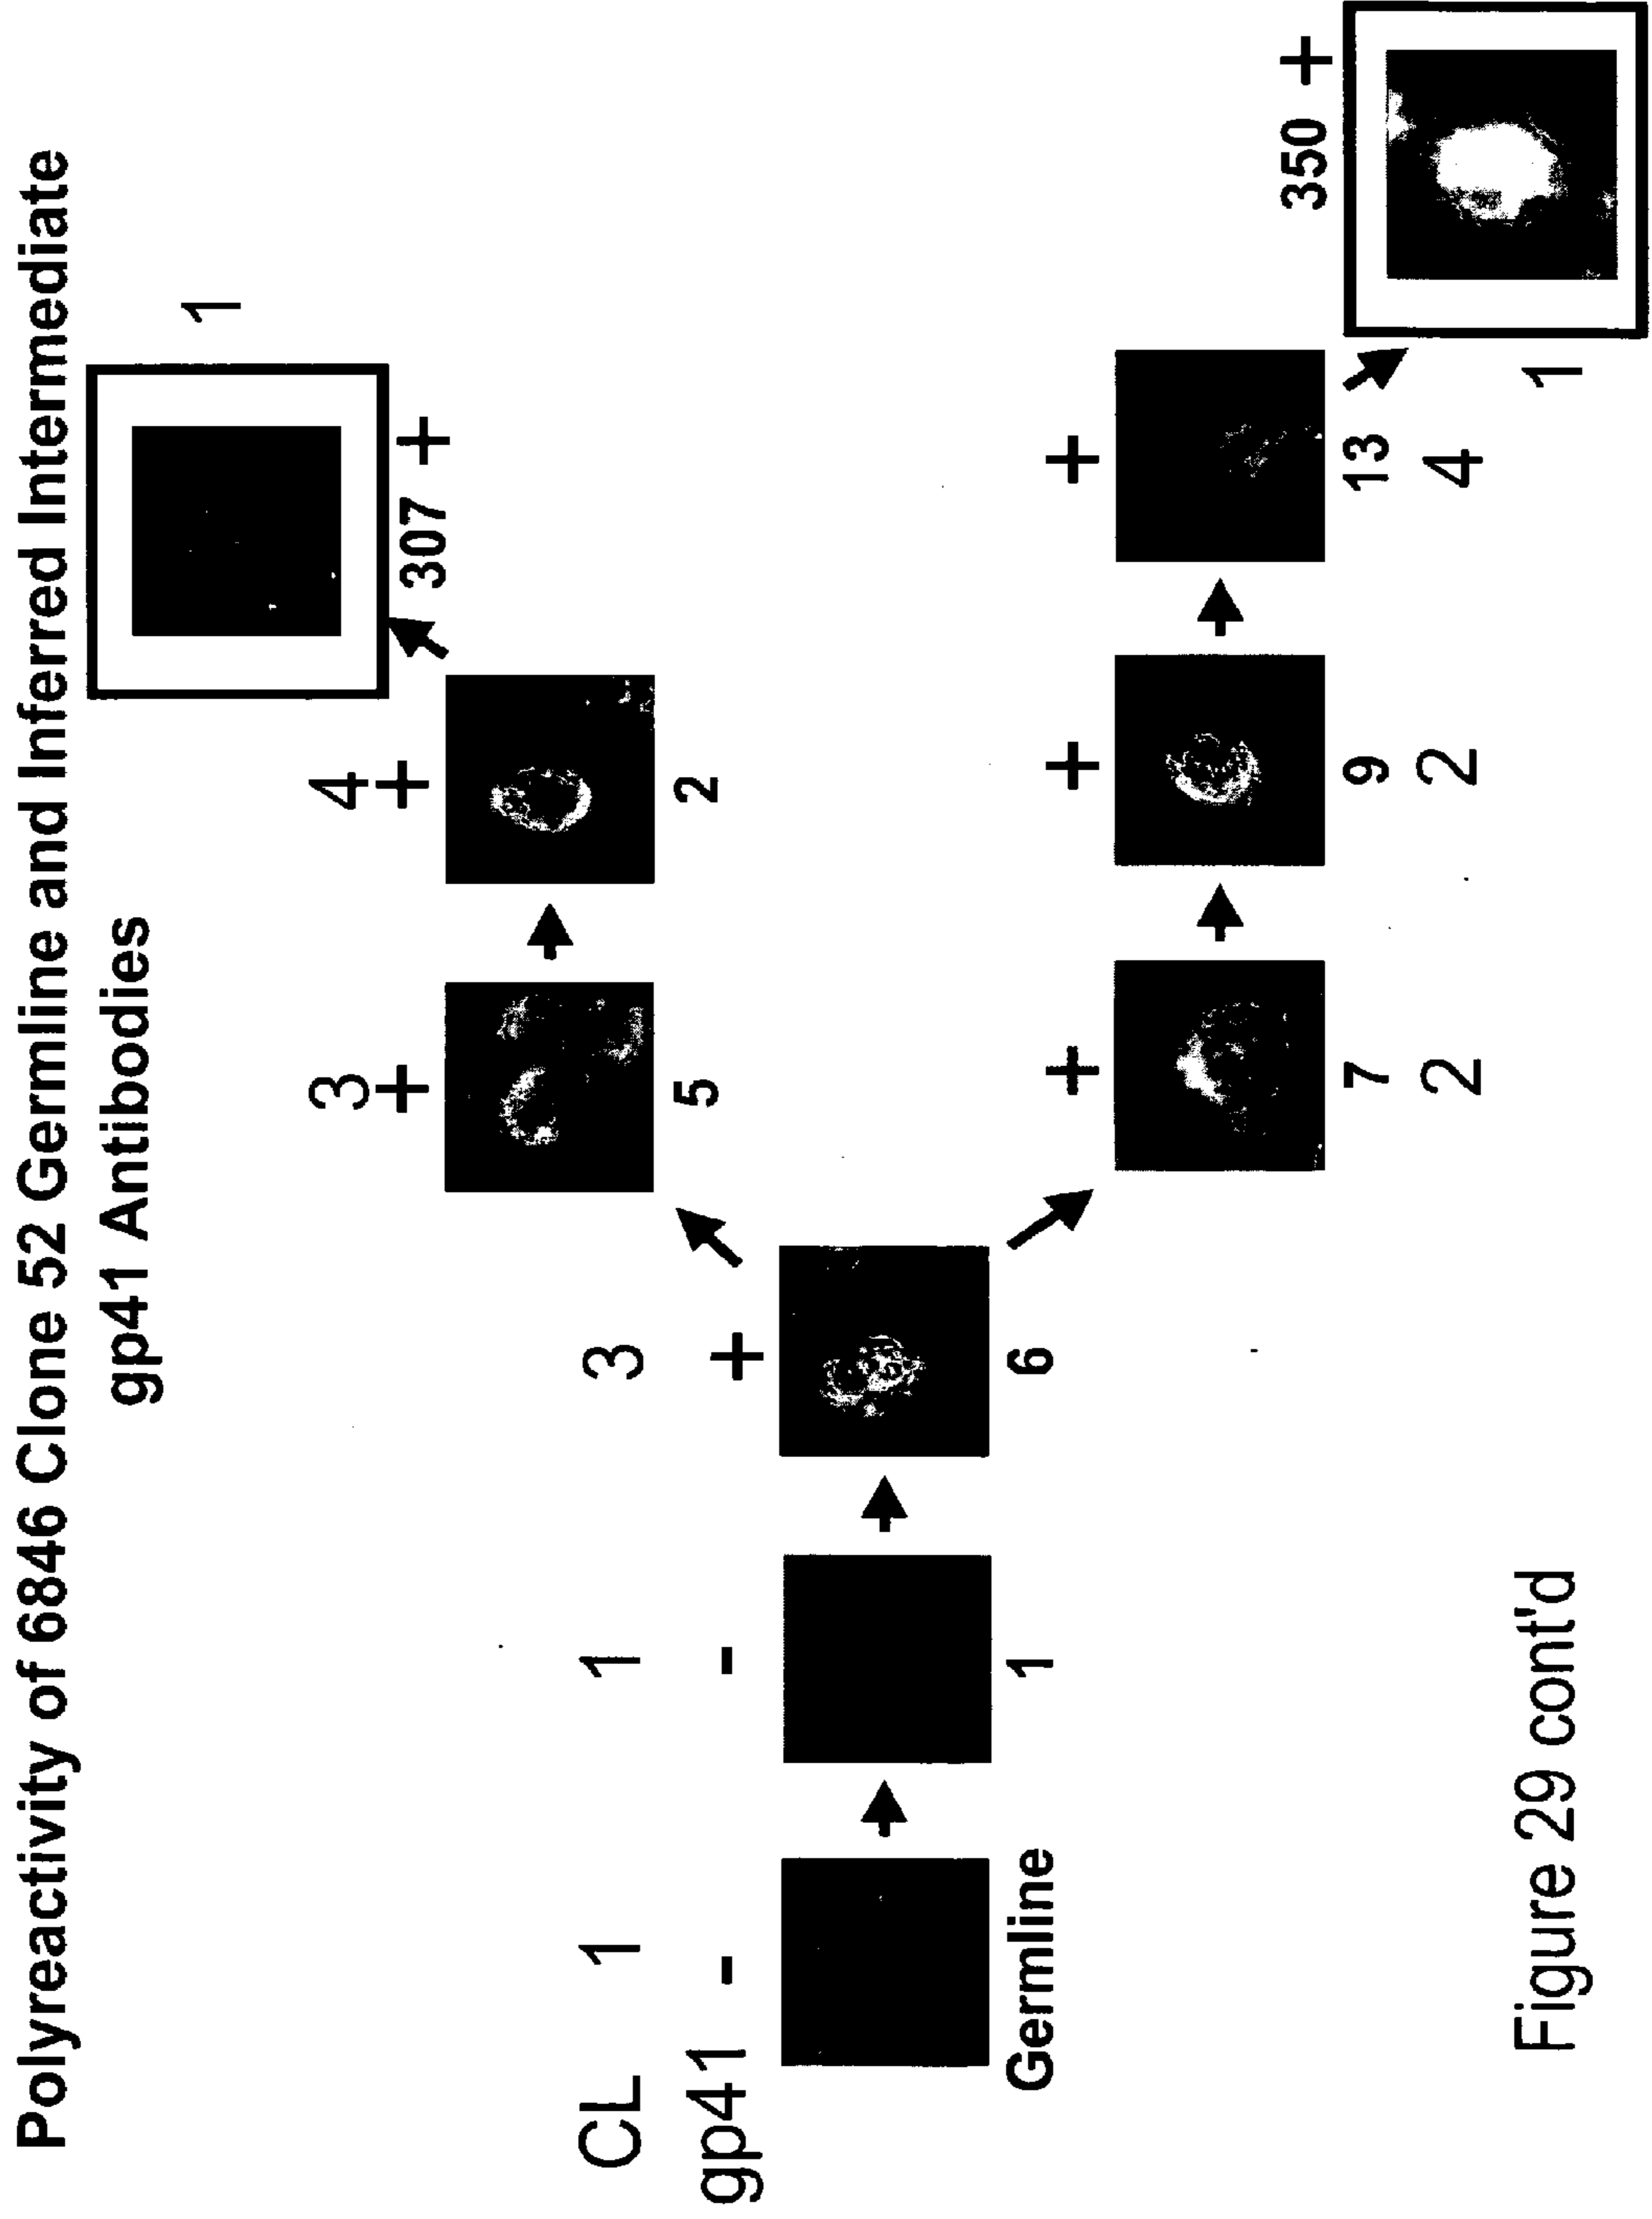 Polyreactivity of 6846 Clone 52 Germline and Inferred Intermediate
gp41 Antibodies
1
3 4
+ + 307 +
CL 1 1 3
5 2
gp41 - - +
Germline 1 6
+ + +
350 +
7 9 13
2 2 4
1
Figure 29 cont'd